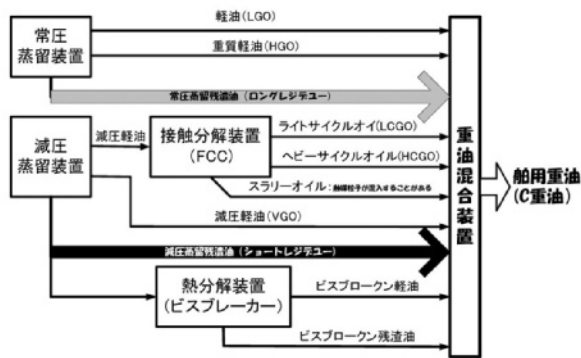 常圧
蒸留装置
軽油(LGO)
重質軽油(HGO)
常圧蒸留残渣油(ロングレジデュー)
減圧
蒸留装置
減圧軽油
接触分解装置
(FCC)
ライトサイクルオイ(LCGO)
ヘビーサイクルオイル(HCGO)
スラリーオイル:触媒粒子が混入することがある
減圧軽油(VGO)
減圧蒸留残渣油(ショートレジデュー)
熱分解装置
(ビスブレーカー)
ビスブロークン軽油
ビスブロークン残渣油
重油混合装置
舶用重油
(C重油)